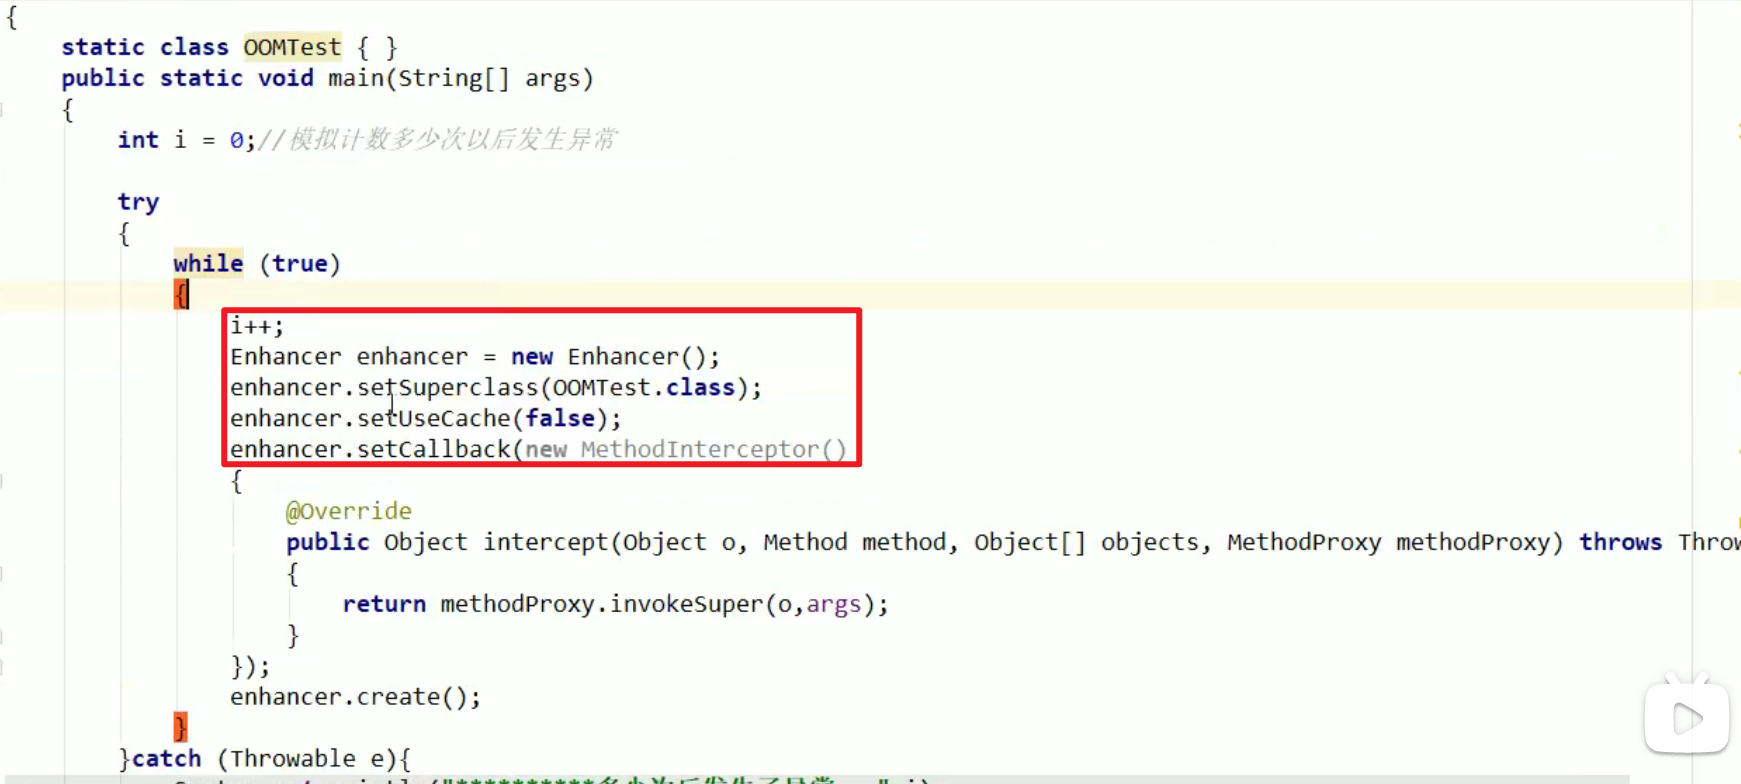 {
static class OOMTest { }
public static void main(String[] args)
{
int i = 0;//模拟计数多少次以后发生异常
try
{
while (true)
{
i++;
Enhancer enhancer = new Enhancer();
enhancer.setSuperclass(OOMTest.class);
enhancer.setUseCache(false);
enhancer.setCallback(new MethodInterceptor()
{
@Override
public Object intercept(Object o, Method method, Object[] objects, MethodProxy methodProxy) throws Throw
{
return methodProxy.invokeSuper(o,args);
}
});
enhancer.create();
}
}catch (Throwable e){